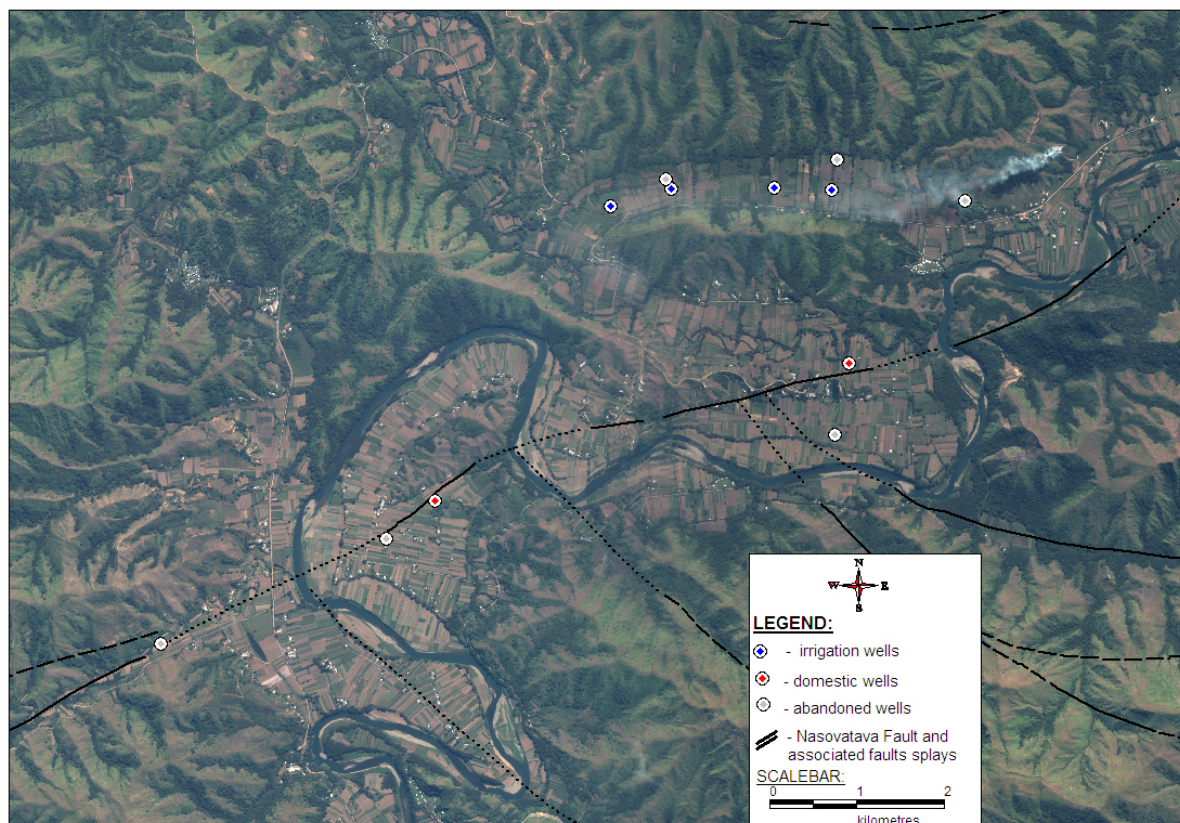 N
W E
S
LEGEND:
- irrigation wells
- domestic wells
- abandoned wells
- Nasovatava Fault and
associated faults splays
SCALEBAR:
0 1 2
kilometres